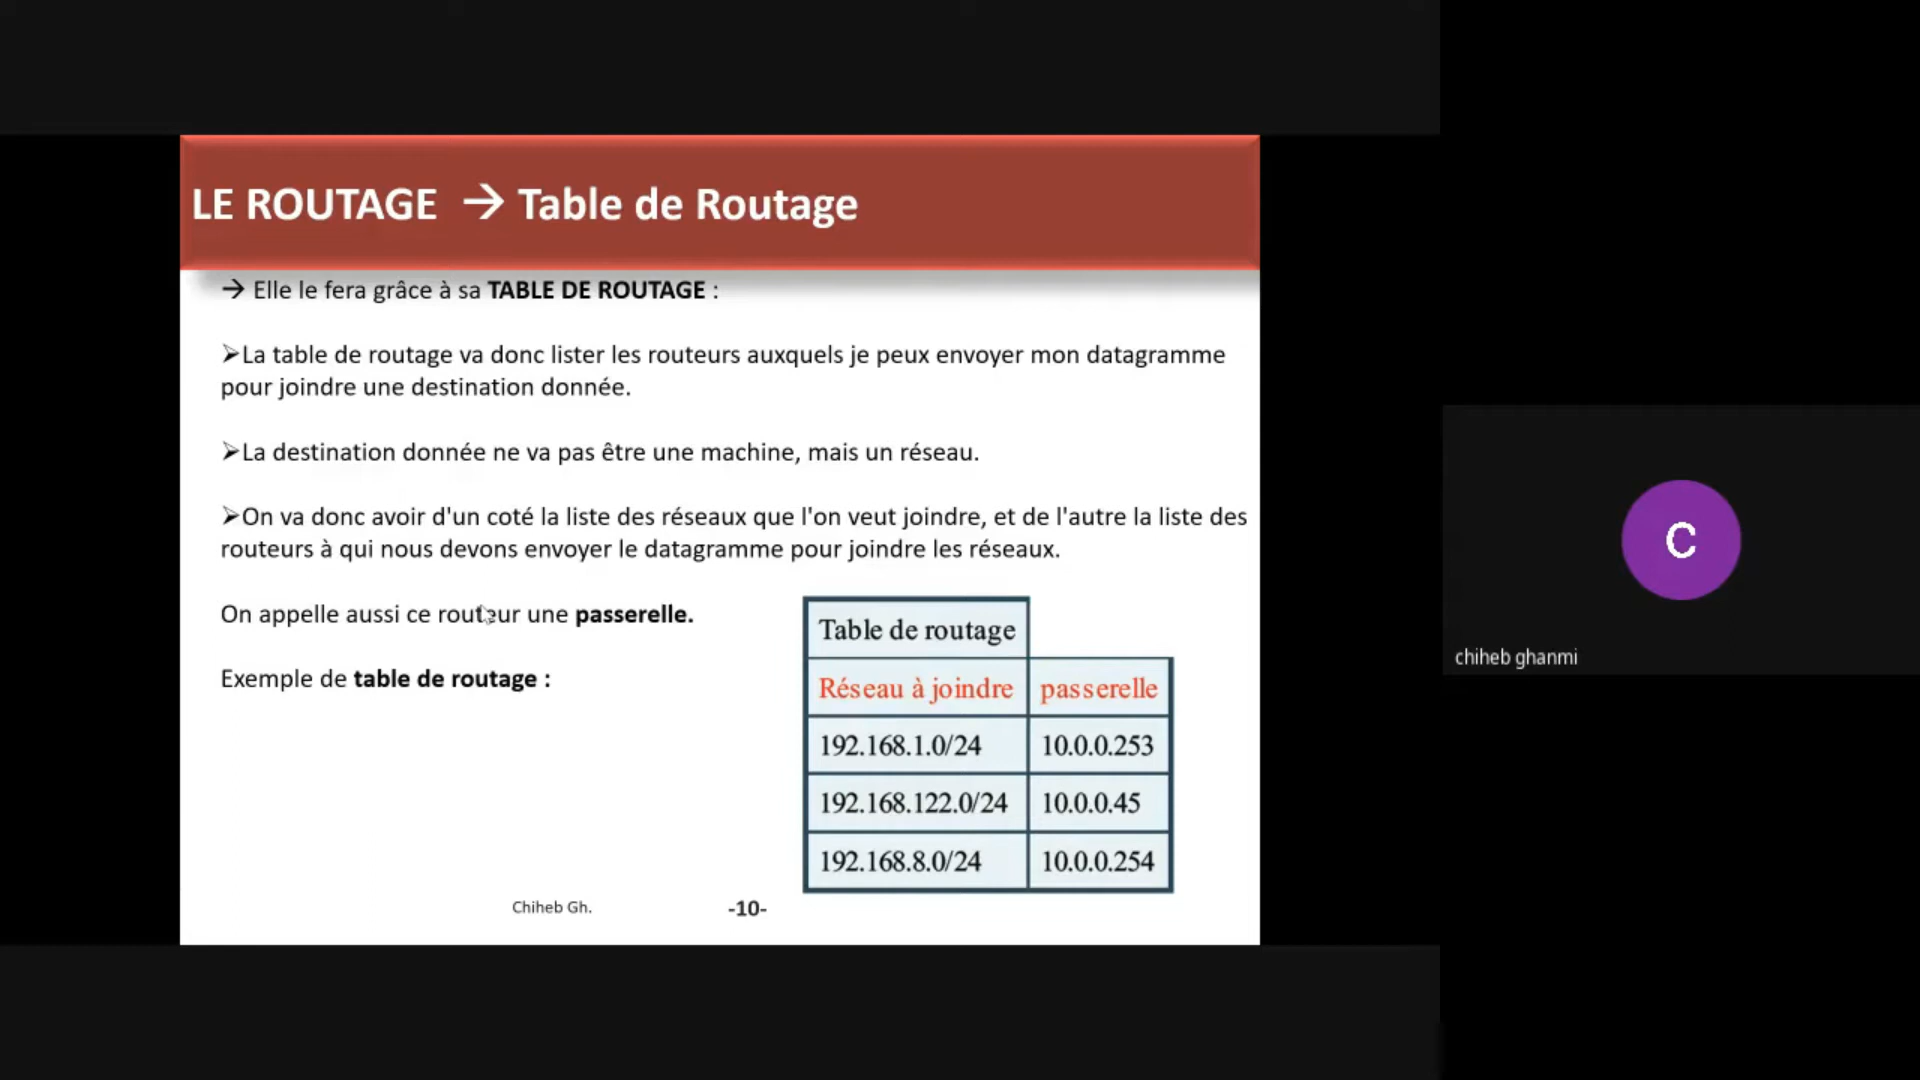 LE ROUTAGE → Table de Routage
→ Elle le fera grâce à sa TABLE DE ROUTAGE :
➢La table de routage va donc lister les routeurs auxquels je peux envoyer mon datagramme
pour joindre une destination donnée.
➢La destination donnée ne va pas être une machine, mais un réseau.
➢On va donc avoir d'un coté la liste des réseaux que l'on veut joindre, et de l'autre la liste des
routeurs à qui nous devons envoyer le datagramme pour joindre les réseaux.
On appelle aussi ce routeur une passerelle.
Exemple de table de routage :
Table de routage
Réseau à joindre passerelle
192.168.1.0/24 10.0.0.253
192.168.122.0/24 10.0.0.45
192.168.8.0/24 10.0.0.254
Chiheb Gh. -10-
C
chiheb ghanmi